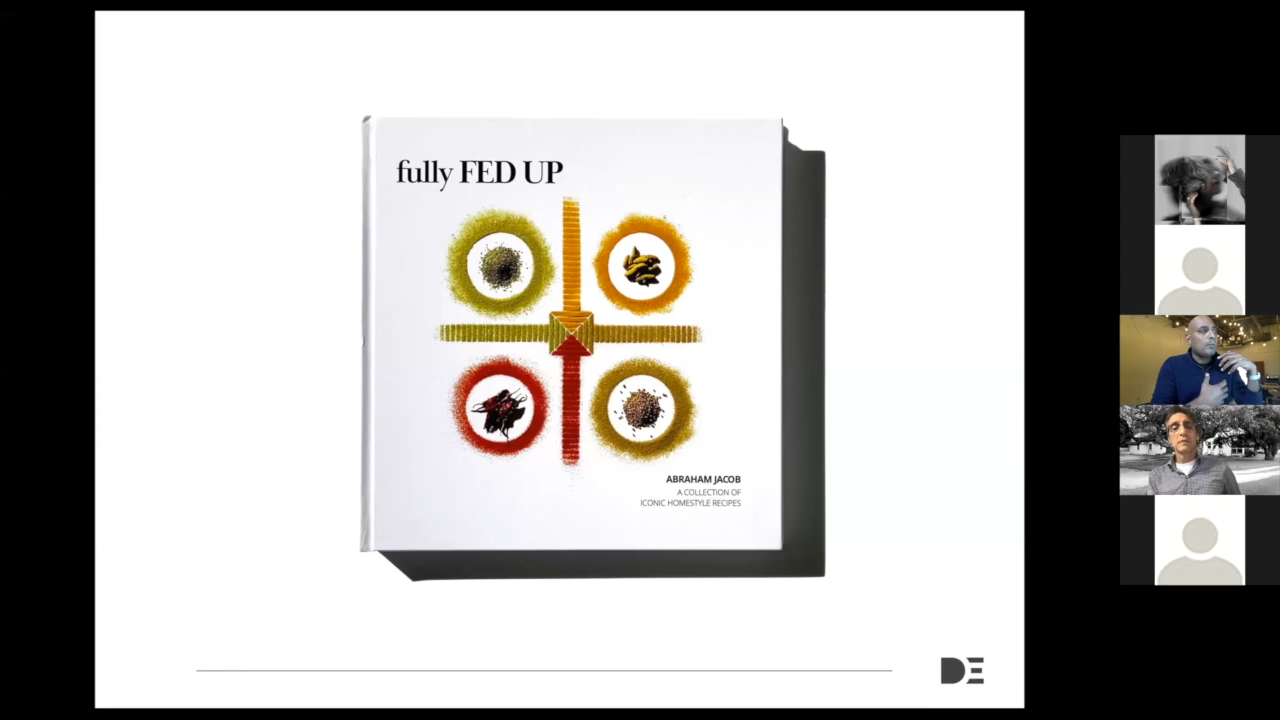 fully FED UP
ABRAHAM JACOB
A COLLECTION OF
ICONIC HOMESTYLE RECIPES
DE